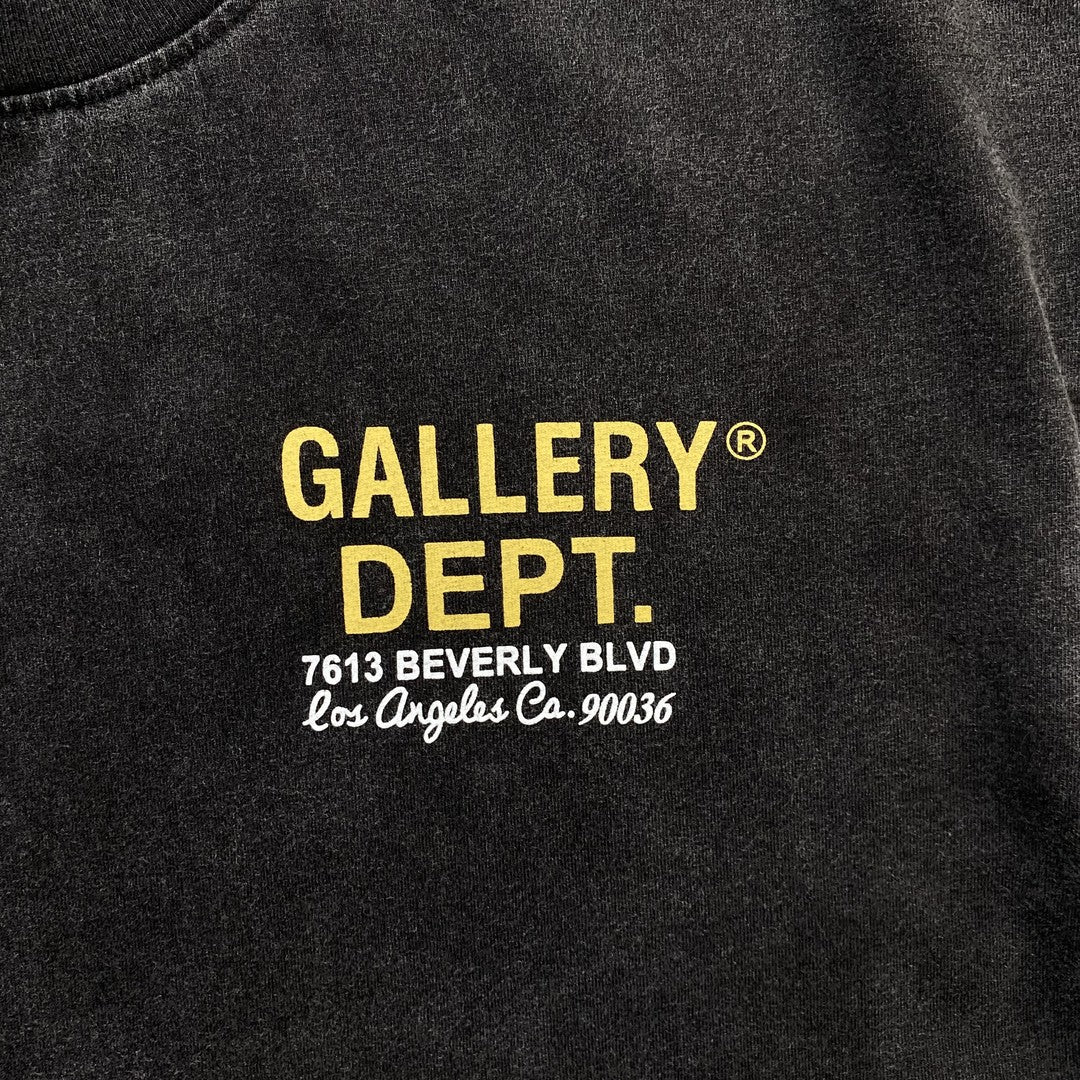 GALLERY®
DEPT.
7613 BEVERLY BLVD
Los Angeles Ca. 90036